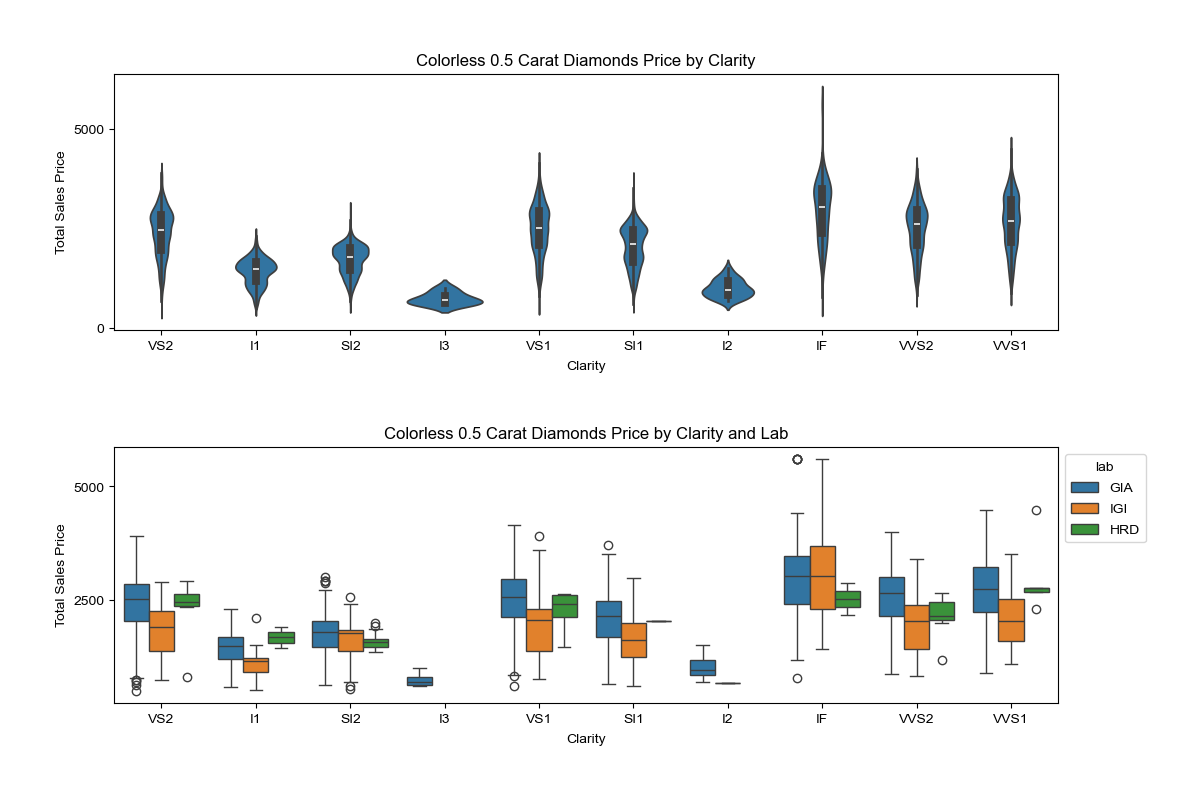 Colorless 0.5 Carat Diamonds Price by Clarity
Total Sales Price
5000
0
VS2 I1 SI2 I3 VS1 SI1 I2 IF VVS2 VVS1
Clarity
Colorless 0.5 Carat Diamonds Price by Clarity and Lab
Total Sales Price
5000
2500
VS2 I1 SI2 I3 VS1 SI1 I2 IF VVS2 VVS1
Clarity
lab
GIA
IGI
HRD